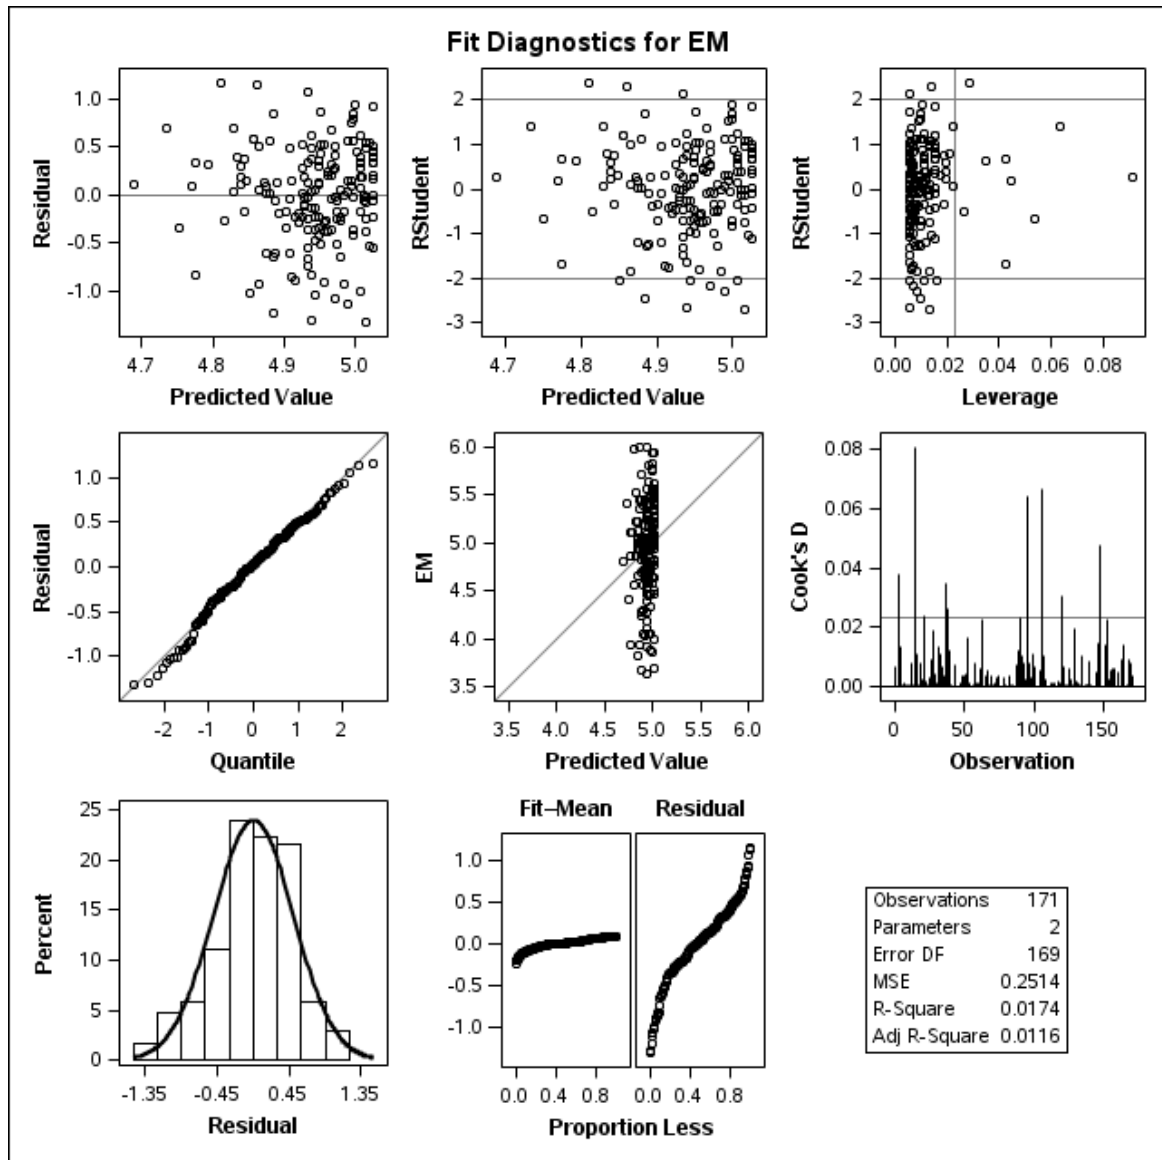 Fit Diagnostics for EM
Residual
1.0
0.5
0.0
-0.5
-1.0
4.7 4.8 4.9 5.0
Predicted Value
RStudent
2
1
0
-1
-2
-3
4.7 4.8 4.9 5.0
Predicted Value
RStudent
2
1
0
-1
-2
-3
0.00 0.02 0.04 0.06 0.08
Leverage
Residual
1.0
0.5
0.0
-0.5
-1.0
-2 -1 0 1 2
Quantile
EM
6.0
5.5
5.0
4.5
4.0
3.5
3.5 4.0 4.5 5.0 5.5 6.0
Predicted Value
Cook's D
0.08
0.06
0.04
0.02
0.00
0 50 100 150
Observation
Percent
25
20
15
10
5
0
-1.35 -0.45 0.45 1.35
Residual
Fit–Mean Residual
1.0
0.5
0.0
-0.5
-1.0
0.0 0.4 0.8 0.0 0.4 0.8
Proportion Less
Observations 171
Parameters 2
Error DF 169
MSE 0.2514
R-Square 0.0174
Adj R-Square 0.0116